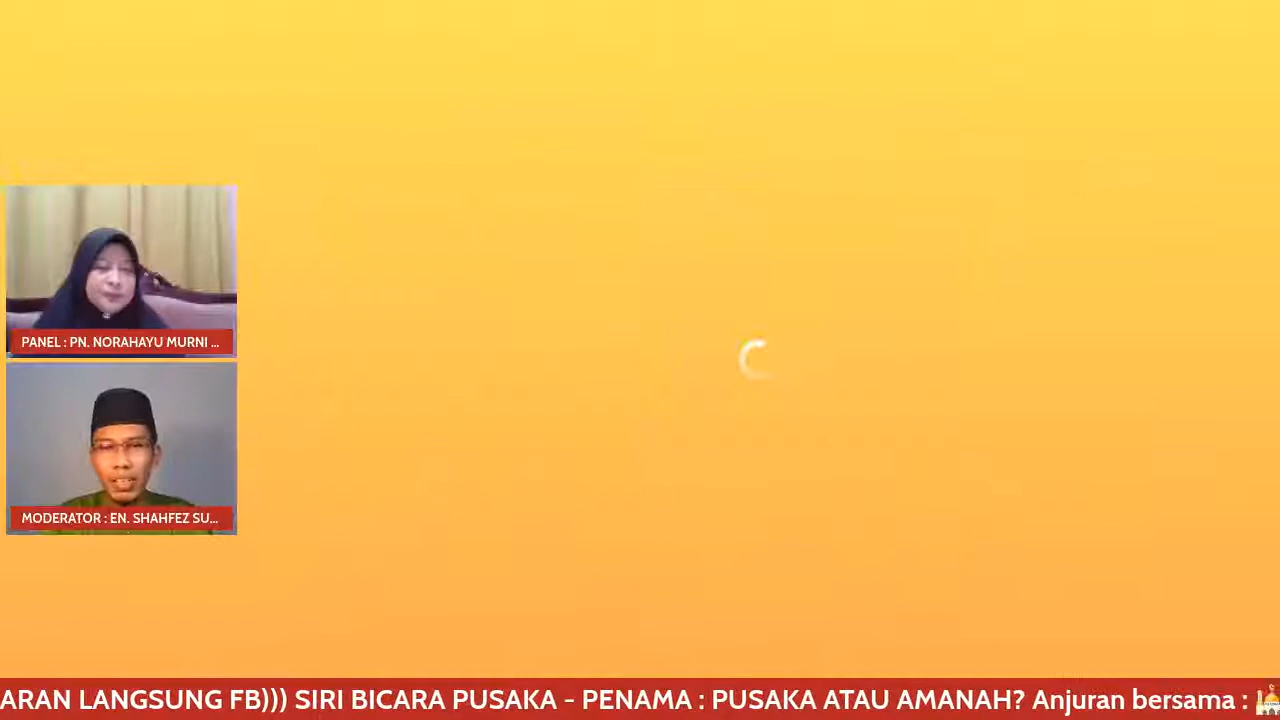 PANEL : PN. NORAHAYU MURNI ...
MODERATOR : EN. SHAHFEZ SU...
ARAN LANGSUNG FB))) SIRI BICARA PUSAKA - PENAMA : PUSAKA ATAU AMANAH? Anjuran bersama :